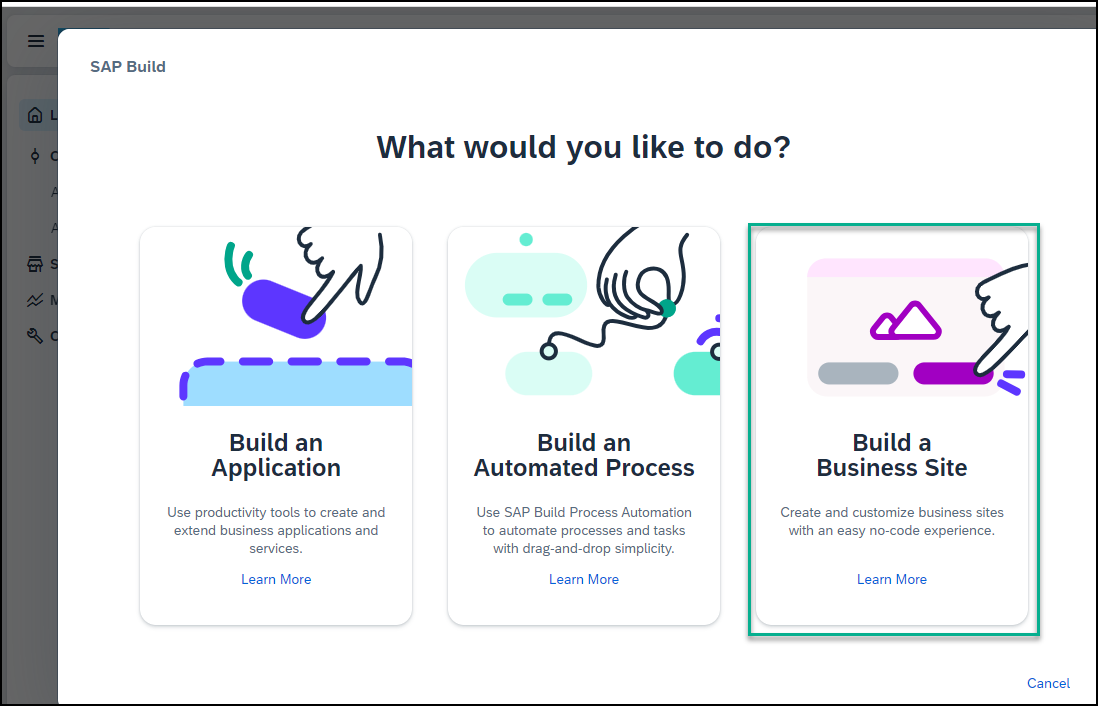 SAP Build
What would you like to do?
Build an
Application
Use productivity tools to create and
extend business applications and
services.
Learn More
Build an
Automated Process
Use SAP Build Process Automation
to automate processes and tasks
with drag-and-drop simplicity.
Learn More
Build a
Business Site
Create and customize business sites
with an easy no-code experience.
Learn More
Cancel